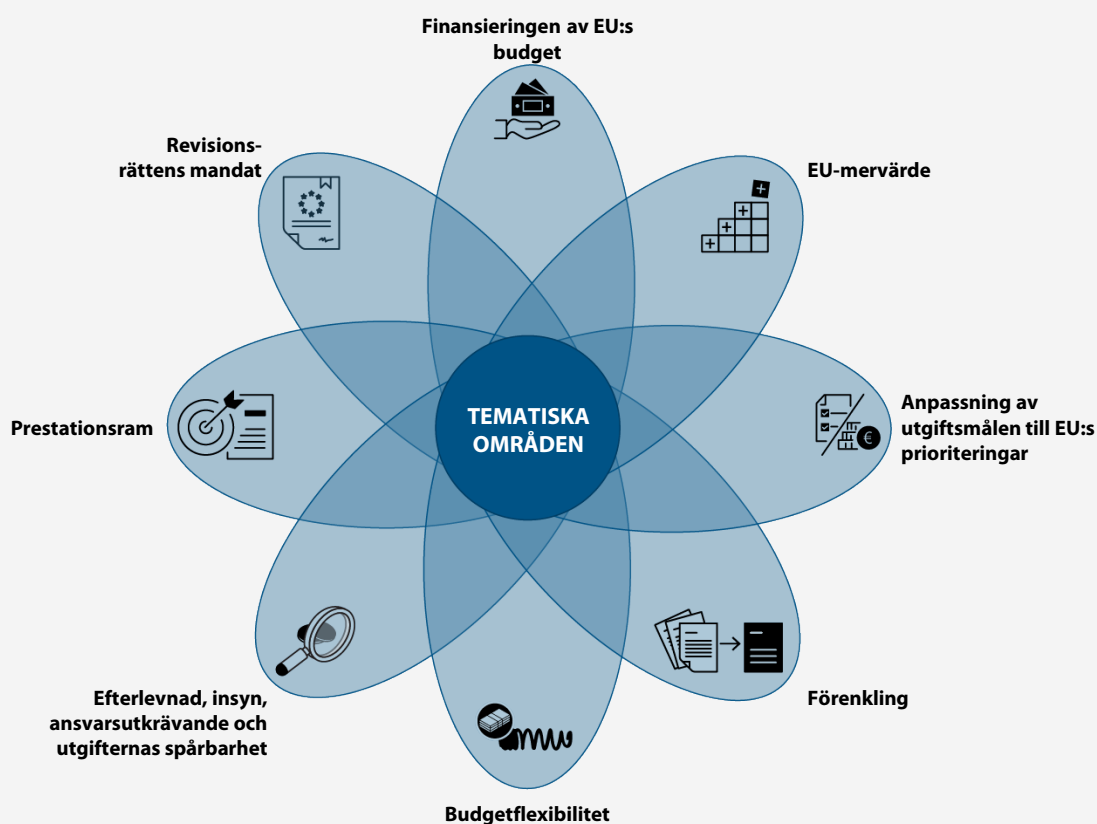 Finansieringen av EU:s
budget
Revisions-
rättens mandat
EU-mervärde
Prestationsram
TEMATISKA
OMRÅDEN
Anpassning av
utgiftsmålen till EU:s
prioriteringar
Efterlevnad, insyn,
ansvarsutkrävande och
utgifternas spårbarhet
Förenkling
Budgetflexibilitet